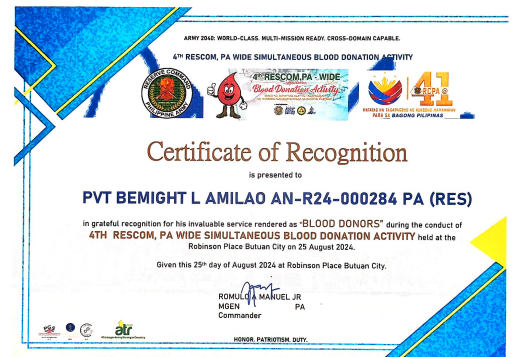 ARMY 2040: WORLD-CLASS. MULTI-MISSION READY. CROSS-DOMAIN CAPABLE.
4TH RESCOM, PA WIDE SIMULTANEOUS BLOOD DONATION ACTIVITY
RESERVE COMMAND
PHILIPPINE ARMY
4TH RESCOM, PA - WIDE
Blood Donation Activity
41
RCPA
PARA SA BAGONG PILIPINAS
Certificate of Recognition
is presented to
PVT BEMIGHT L AMILAO AN-R24-000284 PA (RES)
in grateful recognition for his invaluable service rendered as "BLOOD DONORS" during the conduct of
4TH RESCOM, PA WIDE SIMULTANEOUS BLOOD DONATION ACTIVITY held at the
Robinson Place Butuan City on 25 August 2024.
Given this 25th day of August 2024 at Robinson Place Butuan City.
ROMULO A MANUEL JR
MGEN PA
Commander
atr
HONOR. PATRIOTISM. DUTY.